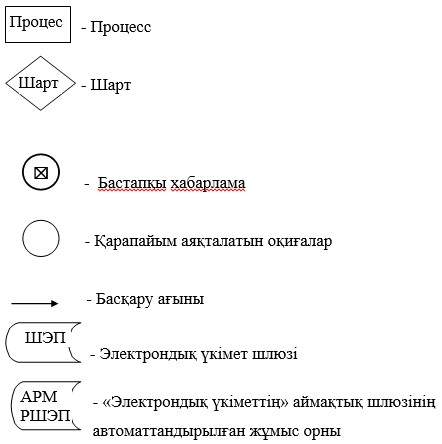 Процес - Процесс
Шарт - Шарт
- Бастапқы хабарлама
- Қарапайым аяқталатын оқиғалар
- Басқару ағыны
ШЭП
- Электрондық үкімет шлюзі
АРМ
РШЭП
- «Электрондық үкіметтің» аймақтық шлюзінің
автоматтандырылған жұмыс орны